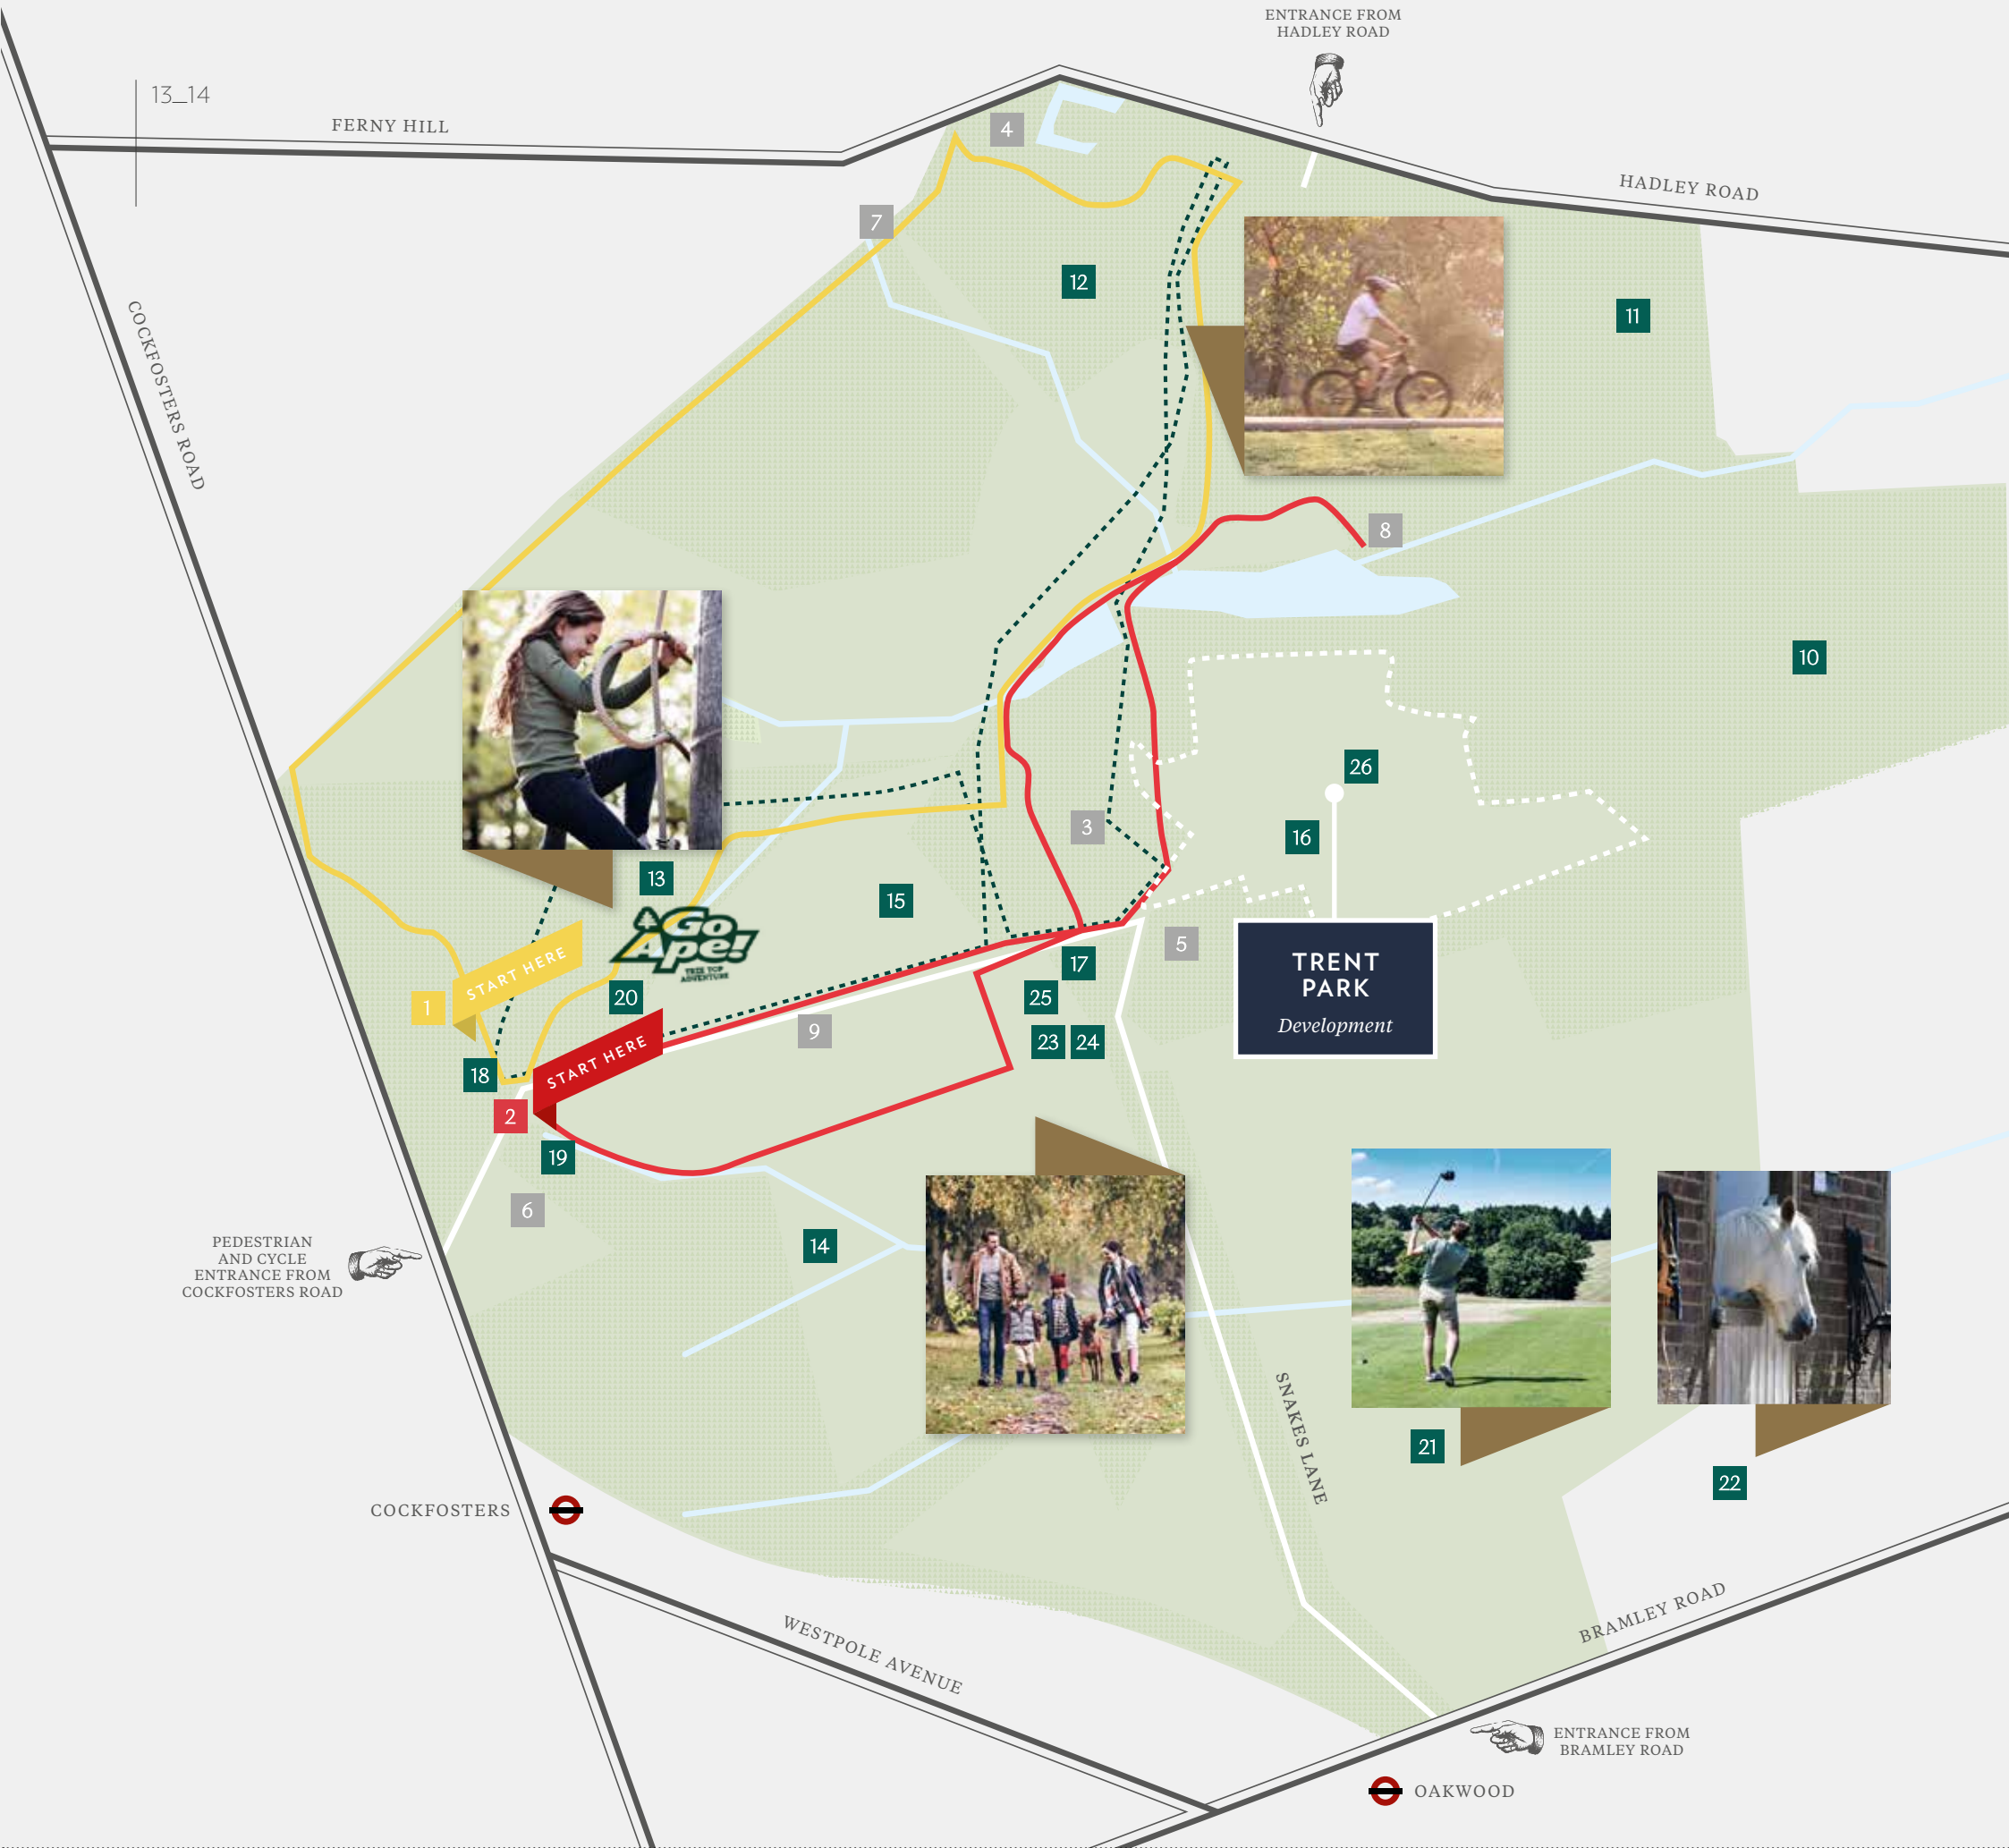 ENTRANCE FROM
HADLEY ROAD
13_14
FERNY HILL
4
HADLEY ROAD
7
12
11
COCKFOSTERS ROAD
8
10
26
3
16
13
15
Go
Ape!
TREE TOP
ADVENTURE
START HERE
5
17
TRENT
PARK
Development
1
20
25
9
23
24
START HERE
18
2
19
6
14
PEDESTRIAN
AND CYCLE
ENTRANCE FROM
COCKFOSTERS ROAD
SNAKES LANE
21
22
COCKFOSTERS
WESTPOLE AVENUE
BRAMLEY ROAD
ENTRANCE FROM
BRAMLEY ROAD
OAKWOOD